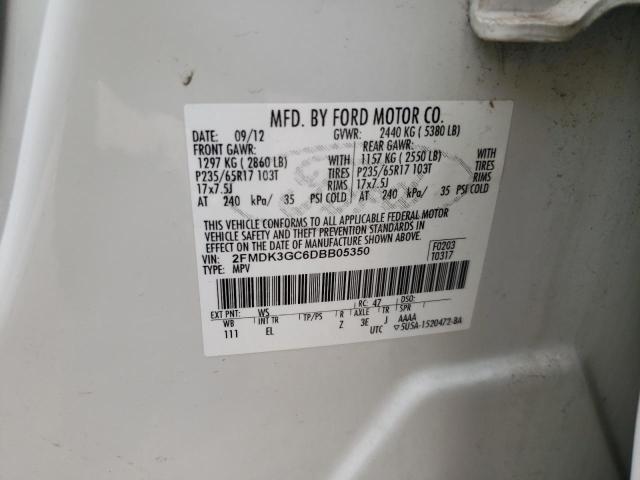 MFD. BY FORD MOTOR CO.
DATE: 09/12 GVWR: 2440 KG ( 5380 LB)
FRONT GAWR: REAR GAWR:
1297 KG ( 2860 LB) WITH 1157 KG ( 2550 LB) WITH
P235/65R17 103T TIRES P235/65R17 103T TIRES
17x7.5J RIMS 17x7.5J RIMS
AT 240 kPa/ 35 PSI COLD AT 240 kPa/ 35 PSI COLD
THIS VEHICLE CONFORMS TO ALL APPLICABLE FEDERAL MOTOR
VEHICLE SAFETY AND BUMPER STANDARDS AND THEFT PREVENTION STANDARDS IN
EFFECT ON THE DATE OF MANUFACTURE SHOWN ABOVE.
VIN: 2FMDK3GC6DBB05350 F0203
TYPE: MPV T0317
EXT PNT: WS RC: 47 DSO:
WB INT TR TP/PS R AXLE TR SPR
111 EL Z 3E J AAAA
UTC ▽5U5A-1520472-BA